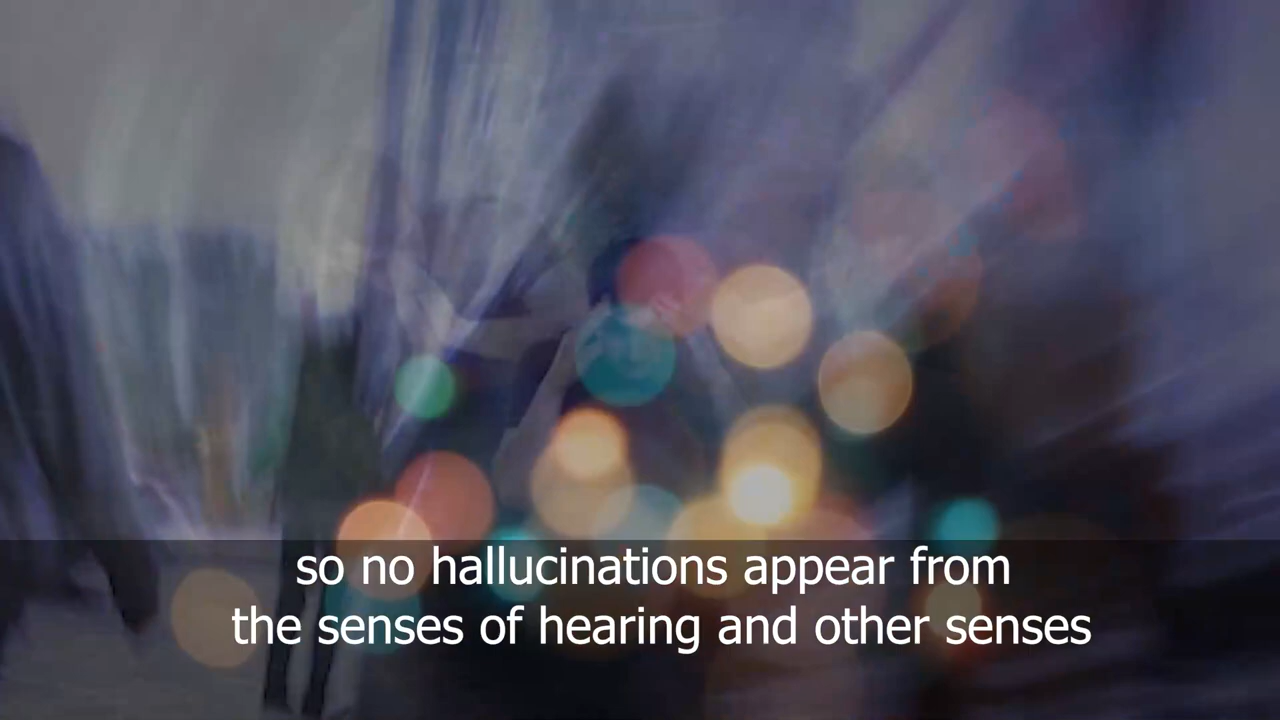 so no hallucinations appear from
the senses of hearing and other senses